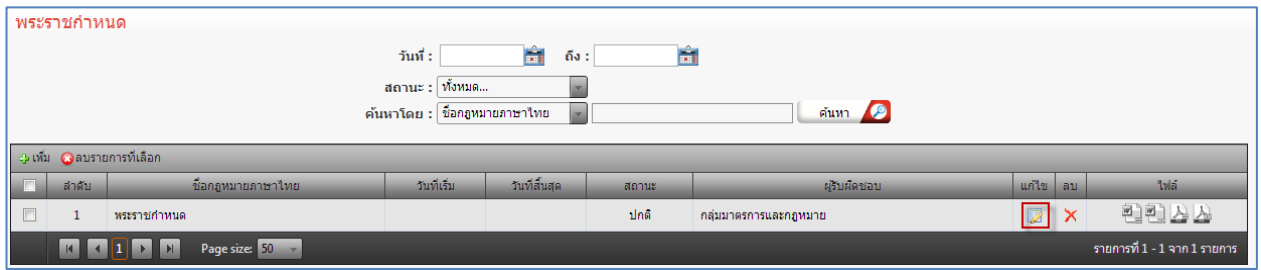 พระราชกำหนด
วันที่ : ถึง :
สถานะ : ทั้งหมด...
ค้นหาโดย : ชื่อกฎหมายภาษาไทย ค้นหา
เพิ่ม ลบรายการที่เลือก
ลำดับ ชื่อกฎหมายภาษาไทย วันที่เริ่ม วันที่สิ้นสุด สถานะ ผู้รับผิดชอบ แก้ไข ลบ ไฟล์
1 พระราชกำหนด ปกติ กลุ่มมาตรการและกฎหมาย
1 Page size: 50 รายการที่ 1 - 1 จาก 1 รายการ